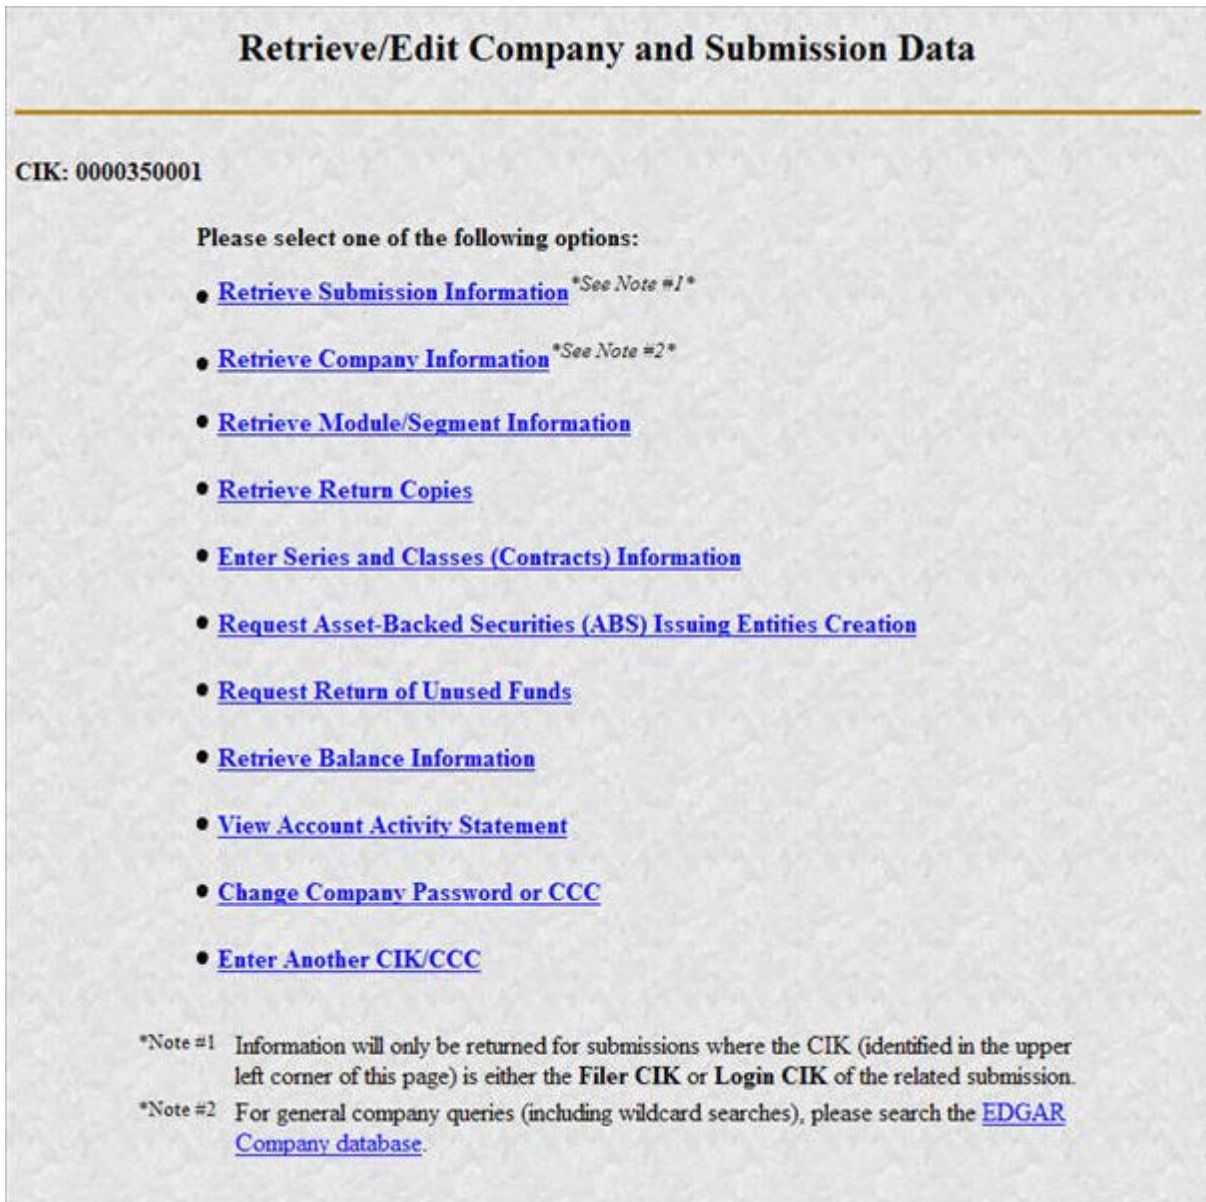 Retrieve/Edit Company and Submission Data
CIK: 0000350001
Please select one of the following options:
Retrieve Submission Information *See Note #1*
Retrieve Company Information *See Note #2*
Retrieve Module/Segment Information
Retrieve Return Copies
Enter Series and Classes (Contracts) Information
Request Asset-Backed Securities (ABS) Issuing Entities Creation
Request Return of Unused Funds
Retrieve Balance Information
View Account Activity Statement
Change Company Password or CCC
Enter Another CIK/CCC
*Note #1 Information will only be returned for submissions where the CIK (identified in the upper
left corner of this page) is either the Filer CIK or Login CIK of the related submission.
*Note #2 For general company queries (including wildcard searches), please search the EDGAR
Company database.